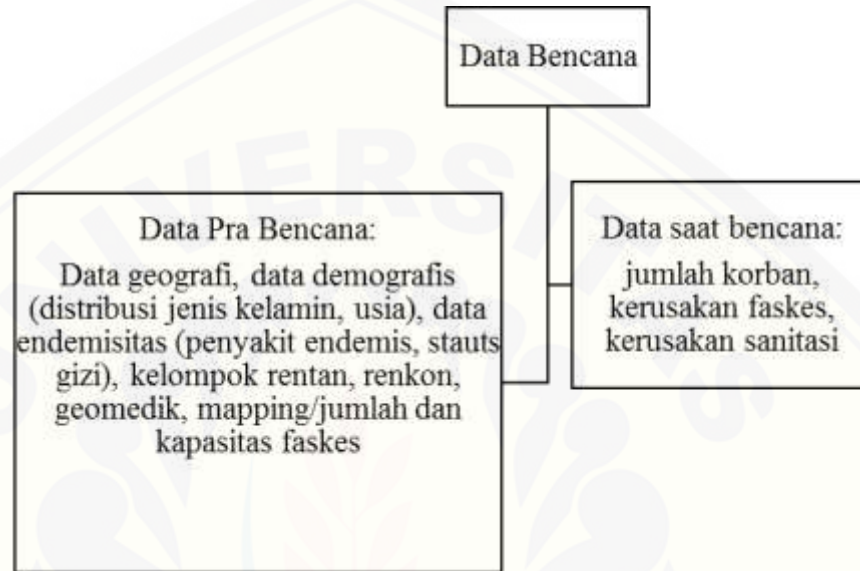 Data Bencana
Data Pra Bencana:
Data geografi, data demografis
(distribusi jenis kelamin, usia), data
endemisitas (penyakit endemis, stauts
gizi), kelompok rentan, renkon,
geomedik, mapping/jumlah dan
kapasitas faskes
Data saat bencana:
jumlah korban,
kerusakan faskes,
kerusakan sanitasi
UNIVERSITAS